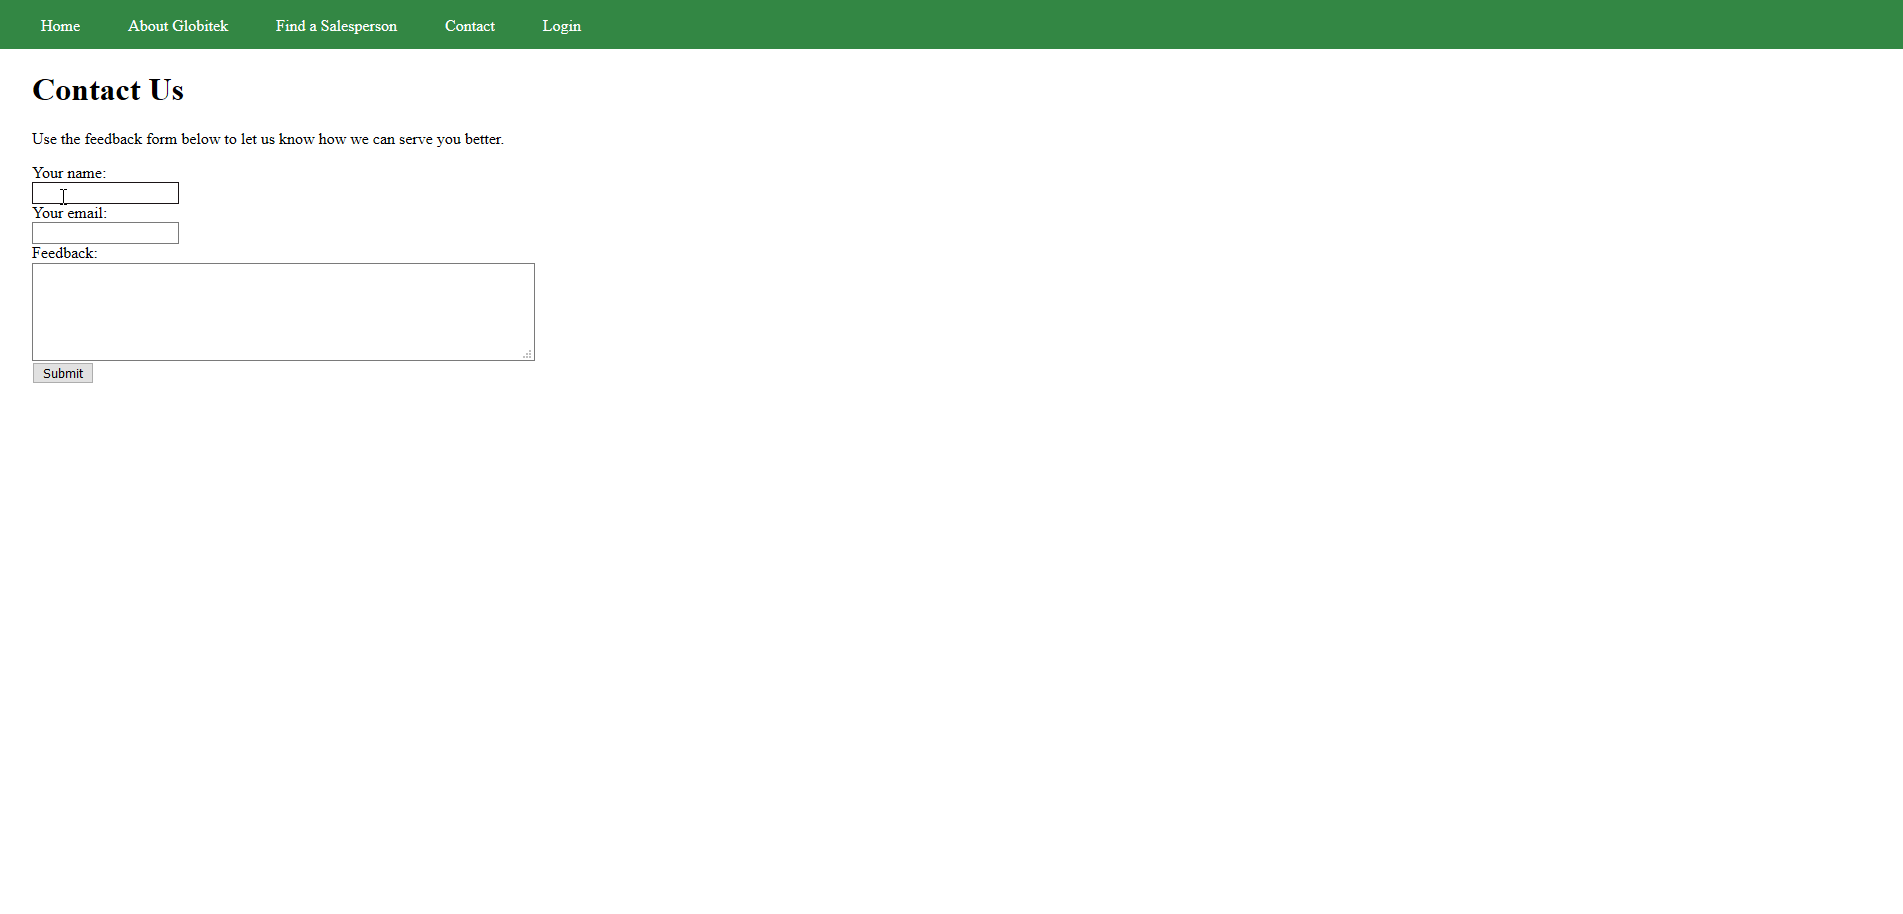 Home About Globitek Find a Salesperson Contact Login
Contact Us
Use the feedback form below to let us know how we can serve you better.
Your name:
Your email:
Feedback:
Submit